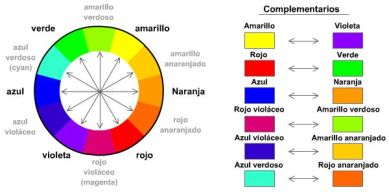 amarillo
verdoso
verde
amarillo
azul
verdoso
(cyan)
amarillo
anaranjado
azul
Naranja
azul
violáceo
rojo
anaranjado
violeta
rojo
rojo
violáceo
(magenta)
Complementarios
Amarillo Violeta
Rojo Verde
Azul Naranja
Rojo violáceo Amarillo verdoso
Azul violáceo Amarillo anaranjado
Azul verdoso Rojo anaranjado